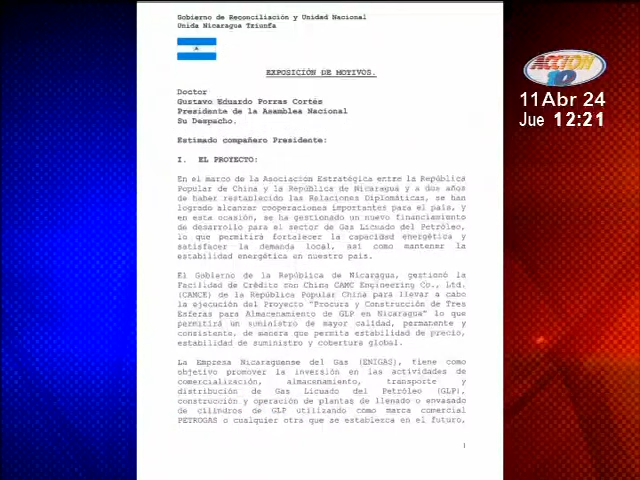 Gobierno de Reconciliación y Unidad Nacional
Unida Nicaragua Triunfa
EXPOSICIÓN DE MOTIVOS.
Doctor
Gustavo Eduardo Porras Cortés
Presidente de la Asamblea Nacional
Su Despacho.
Estimado compañero Presidente:
I. EL PROYECTO:
En el marco de la Asociación Estratégica entre la República
Popular de China y la República de Nicaragua y a dos años
de haber restablecido las Relaciones Diplomáticas, se han
logrado alcanzar cooperaciones importantes para el país, y
en esta ocasión, se ha gestionado un nuevo financiamiento
de desarrollo para el sector de Gas Licuado del Petróleo,
lo que permitirá fortalecer la capacidad energética y
satisfacer la demanda local, así como mantener la
estabilidad energética en nuestro país.
El Gobierno de la República de Nicaragua, gestionó la
Facilidad de Crédito con China CAMC Engineering Co., Ltd.
(CAMCE) de la República Popular China para llevar a cabo
la ejecución del Proyecto "Procura y Construcción de Tres
Esferas para Almacenamiento de GLP en Nicaragua" lo que
permitirá un suministro de mayor calidad, permanente y
consistente, de manera que permita estabilidad de precio,
estabilidad de suministro y cobertura global.
La Empresa Nicaraguense del Gas (ENIGAS), tiene como
objetivo promover la inversión en las actividades de
comercialización, almacenamiento, transporte y
distribución de Gas Licuado del Petróleo (GLP),
construcción y operación de plantas de llenado o envasado
de cilindros de GLP utilizando como marca comercial
PETROGAS o cualquier otra que se establezca en el futuro,
1
ACCION
10
11 Abr 24
Jue 12:21